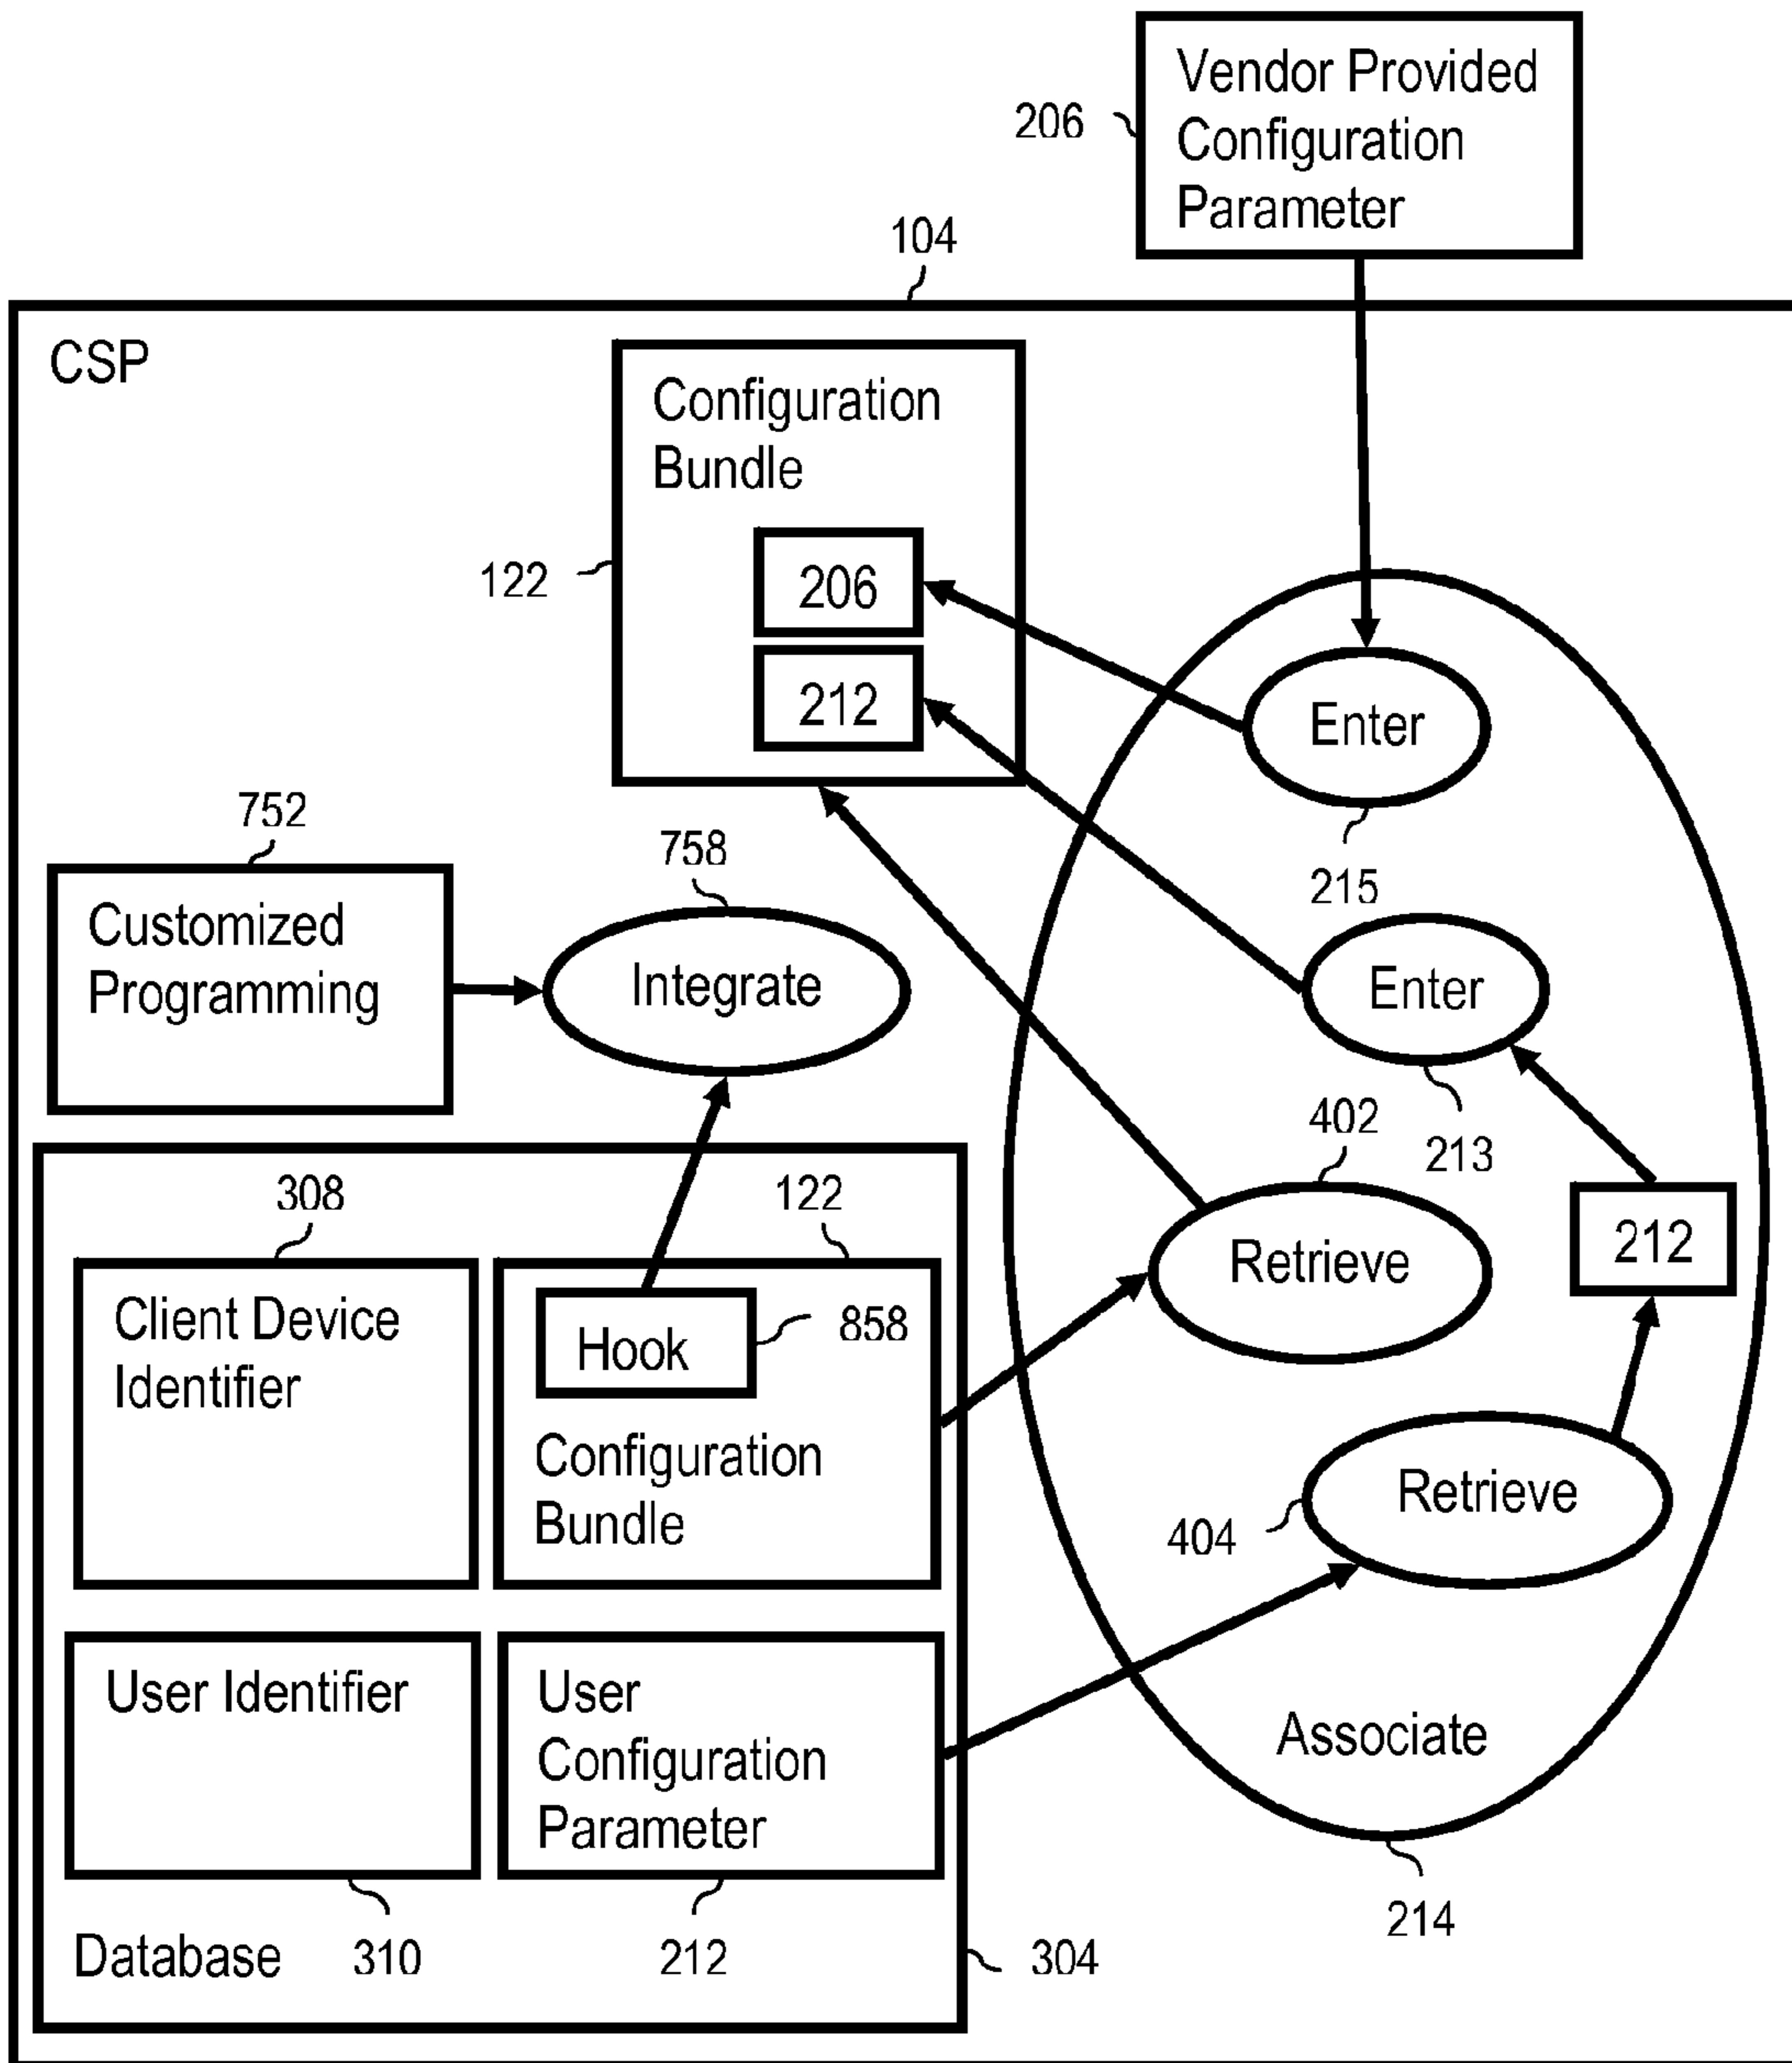 Vendor Provided
Configuration
Parameter
206
104
CSP
Configuration
Bundle
122
206
212
Enter
215
752
758
Customized
Programming
Integrate
Enter
213
402
308
122
212
Client Device
Identifier
Hook
858
Retrieve
Configuration
Bundle
Retrieve
404
User Identifier
User
Configuration
Parameter
Associate
214
Database
310
212
304